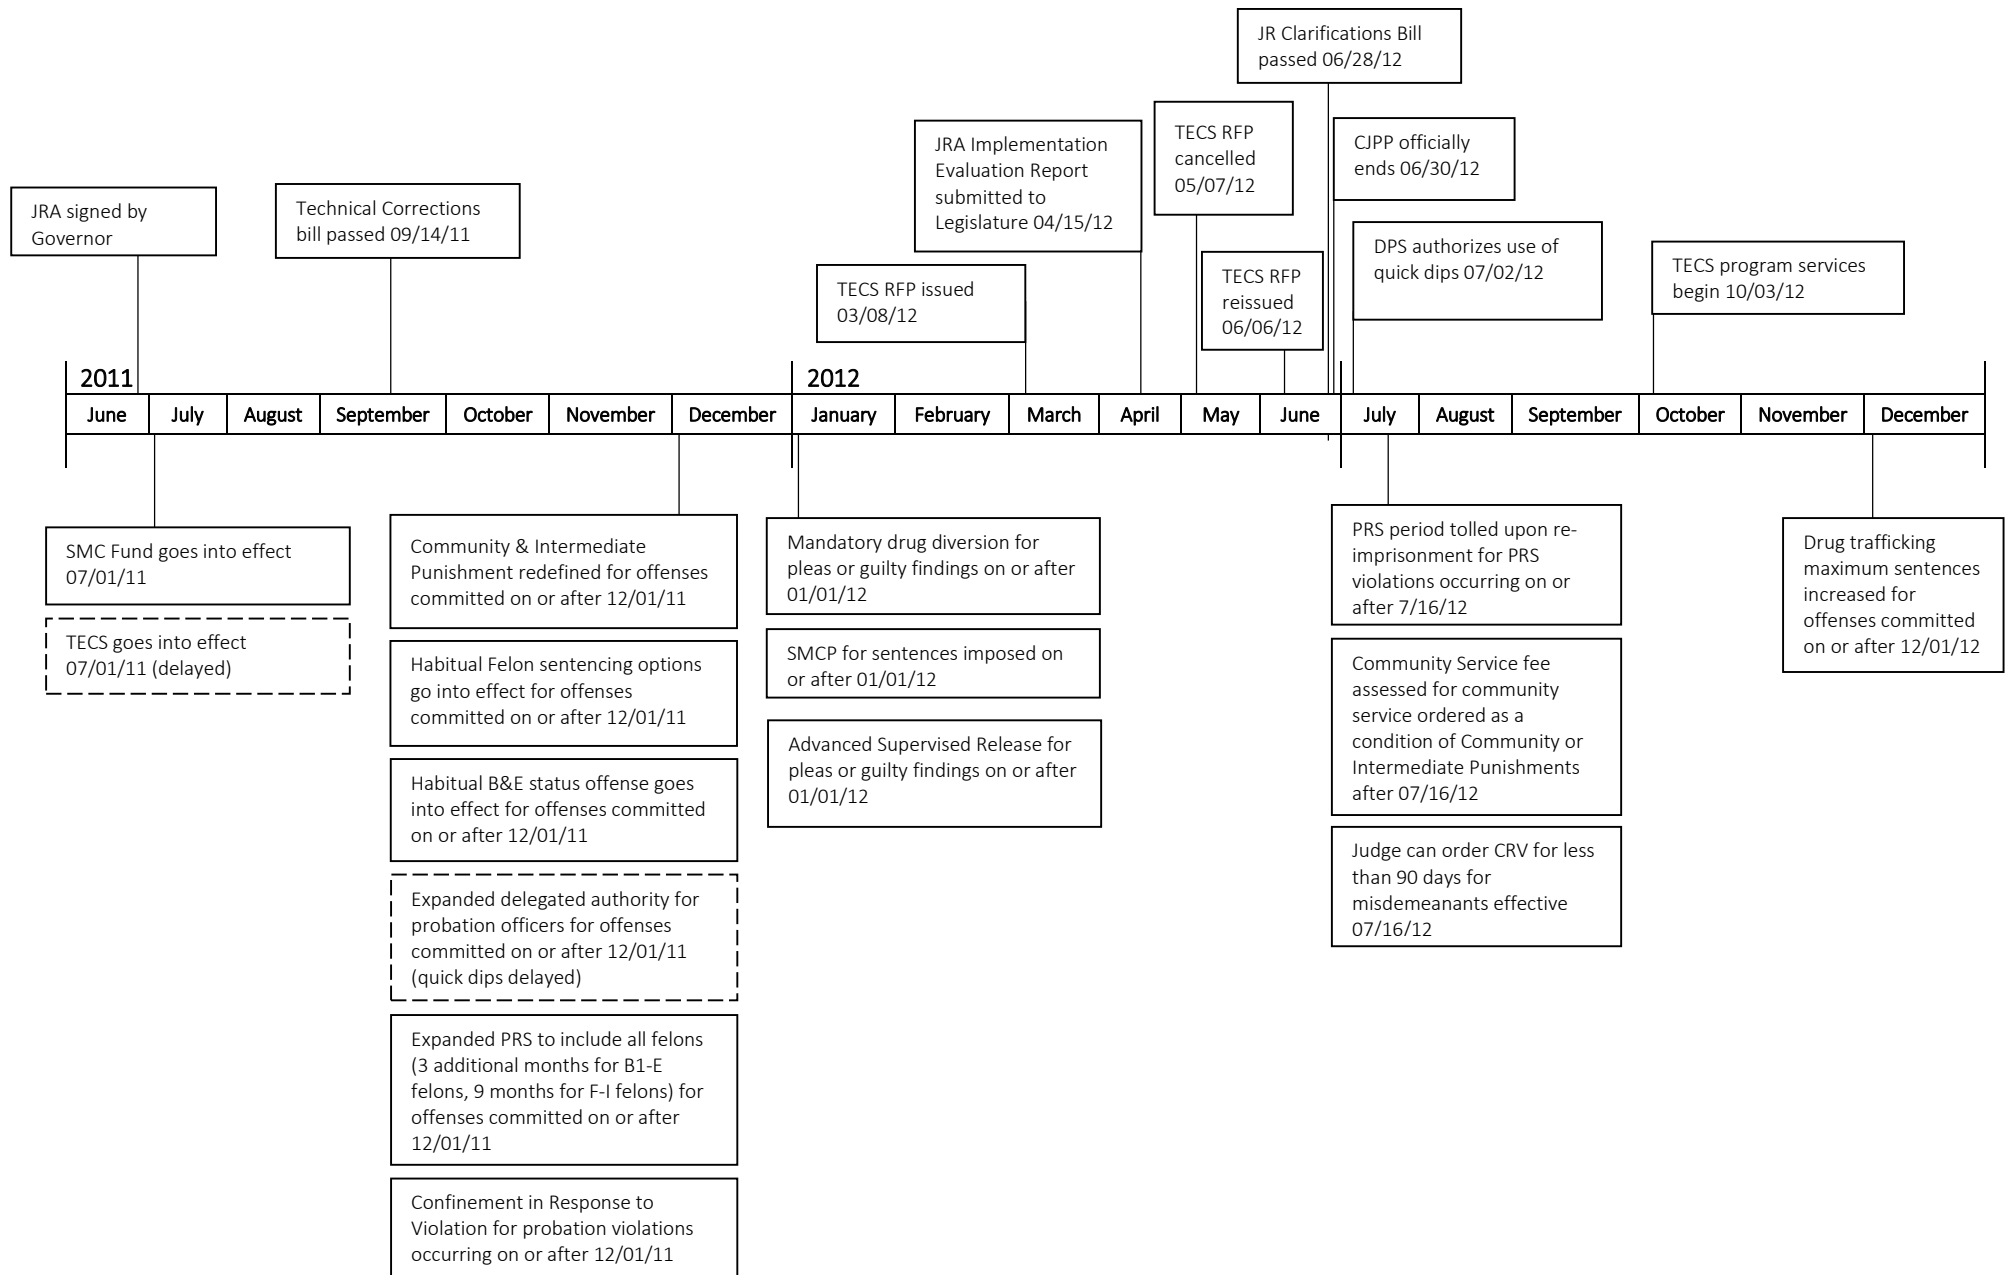 JR Clarifications Bill
passed 06/28/12
JRA Implementation
Evaluation Report
submitted to
Legislature 04/15/12
TECS RFP
cancelled
05/07/12
CJPP officially
ends 06/30/12
JRA signed by
Governor
Technical Corrections
bill passed 09/14/11
TECS RFP issued
03/08/12
TECS RFP
reissued
06/06/12
DPS authorizes use of
quick dips 07/02/12
TECS program services
begin 10/03/12
2011
2012
June July August September October November December January February March April May June July August September October November December
SMC Fund goes into effect
07/01/11
TECS goes into effect
07/01/11 (delayed)
Community & Intermediate
Punishment redefined for offenses
committed on or after 12/01/11
Habitual Felon sentencing options
go into effect for offenses
committed on or after 12/01/11
Habitual B&E status offense goes
into effect for offenses committed
on or after 12/01/11
Expanded delegated authority for
probation officers for offenses
committed on or after 12/01/11
(quick dips delayed)
Expanded PRS to include all felons
(3 additional months for B1-E
felons, 9 months for F-I felons) for
offenses committed on or after
12/01/11
Confinement in Response to
Violation for probation violations
occurring on or after 12/01/11
Mandatory drug diversion for
pleas or guilty findings on or after
01/01/12
SMCP for sentences imposed on
or after 01/01/12
Advanced Supervised Release for
pleas or guilty findings on or after
01/01/12
PRS period tolled upon re-
imprisonment for PRS
violations occurring on or
after 7/16/12
Community Service fee
assessed for community
service ordered as a
condition of Community or
Intermediate Punishments
after 07/16/12
Judge can order CRV for less
than 90 days for
misdemeanants effective
07/16/12
Drug trafficking
maximum sentences
increased for
offenses committed
on or after 12/01/12